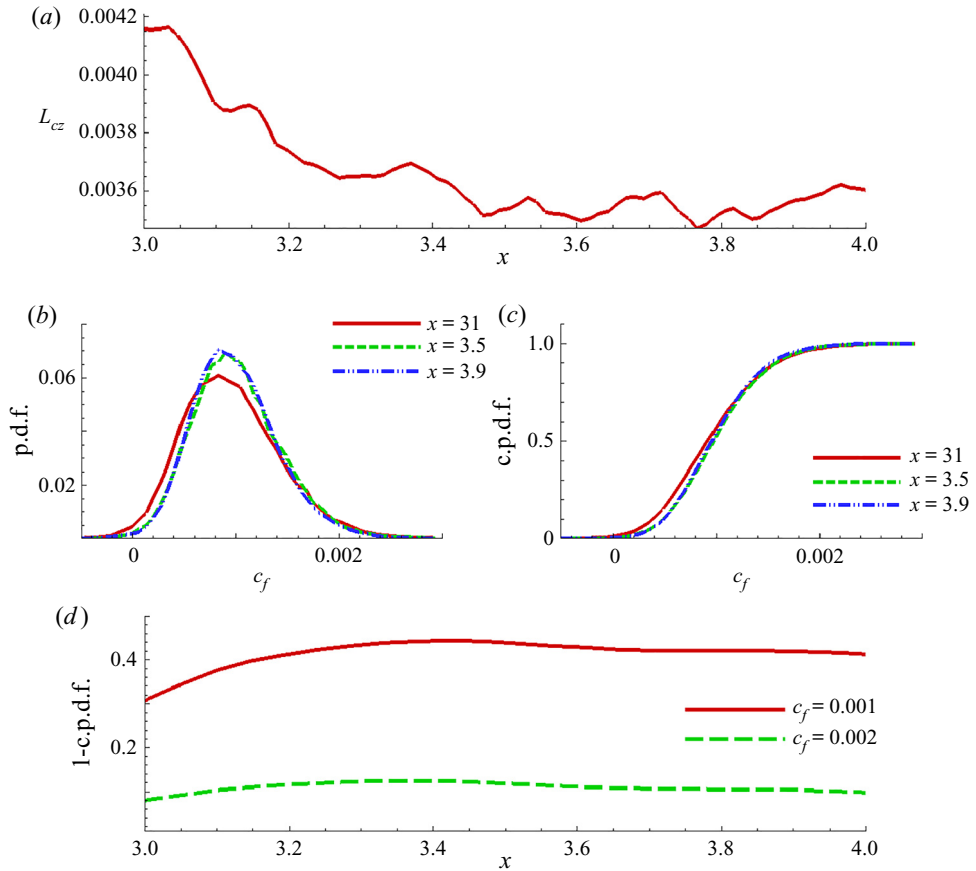 (a)
0.0042
0.0040
0.0038
0.0036
L_cz
3.0 3.2 3.4 3.6 3.8 4.0
x
(b)
x = 31
x = 3.5
x = 3.9
0.06
0.02
p.d.f.
0 0.002
c_f
(c)
1.0
0.5
0
c.p.d.f.
x = 31
x = 3.5
x = 3.9
0 0.002
c_f
(d)
0.4
0.2
1-c.p.d.f.
c_f = 0.001
c_f = 0.002
3.0 3.2 3.4 3.6 3.8 4.0
x